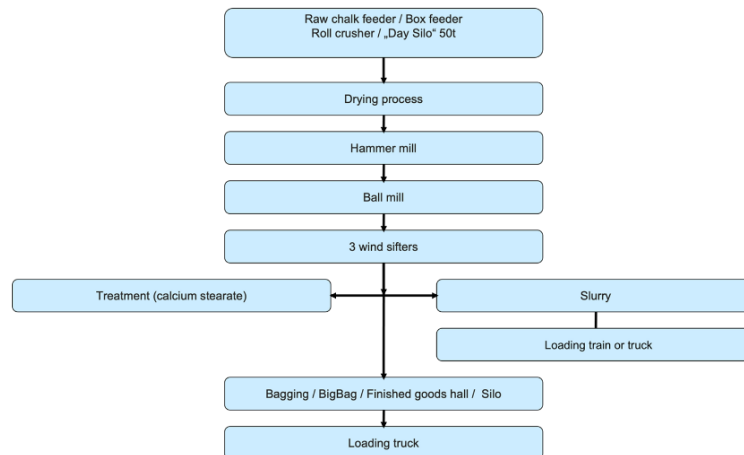 Raw chalk feeder / Box feeder
Roll crusher / „Day Silo“ 50t
Drying process
Hammer mill
Ball mill
3 wind sifters
Treatment (calcium stearate)
Slurry
Loading train or truck
Bagging / BigBag / Finished goods hall / Silo
Loading truck